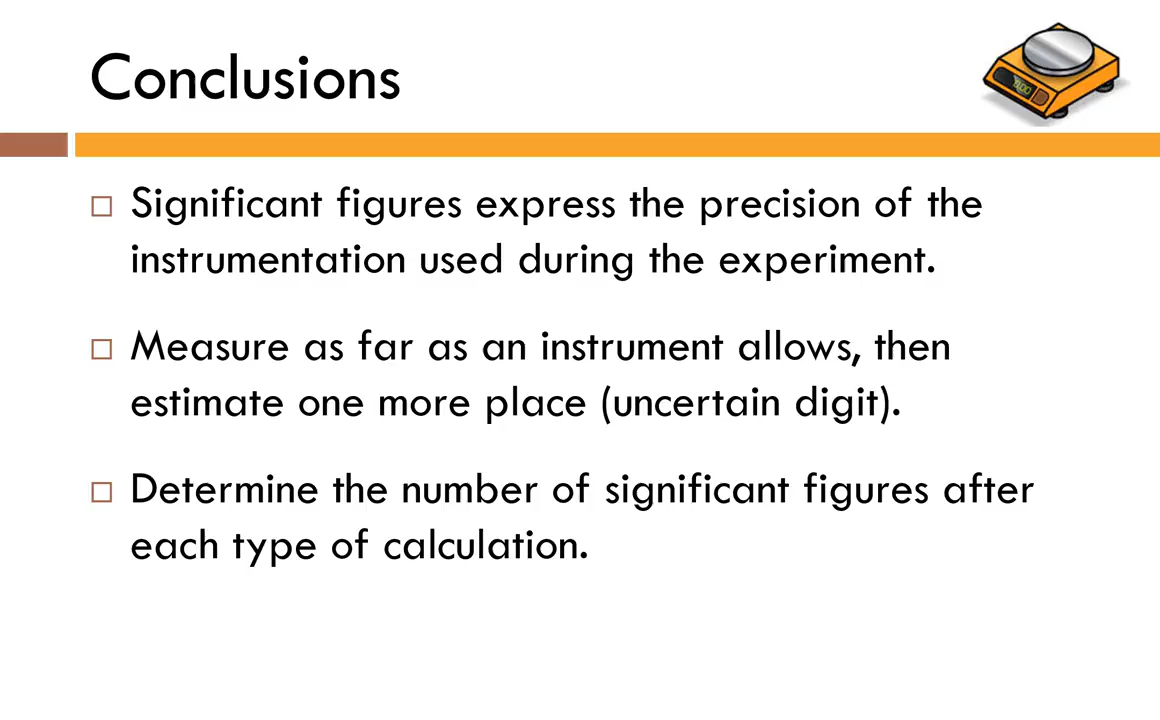 Conclusions
Significant figures express the precision of the
instrumentation used during the experiment.
Measure as far as an instrument allows, then
estimate one more place (uncertain digit).
Determine the number of significant figures after
each type of calculation.